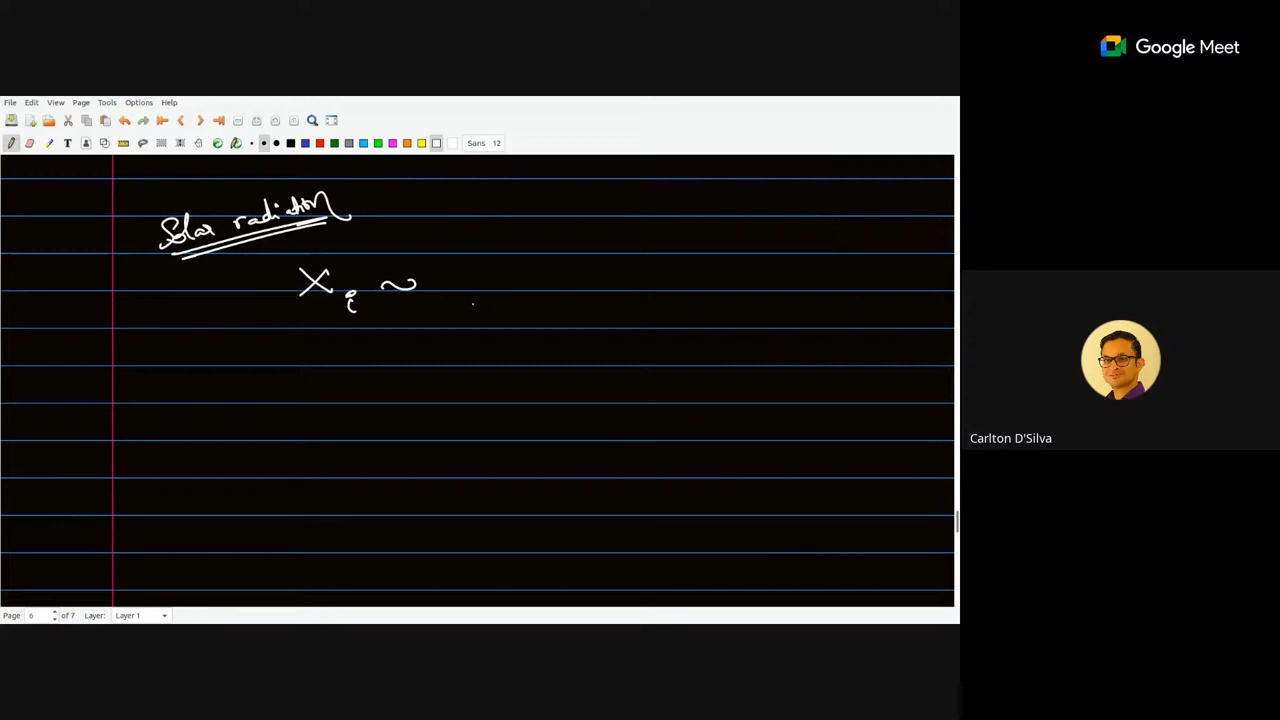 Google Meet
File Edit View Page Tools Options Help
T Sans 12
Solar radiation
X_i ~
Carlton D'Silva
Page 6 of 7 Layer: Layer 1